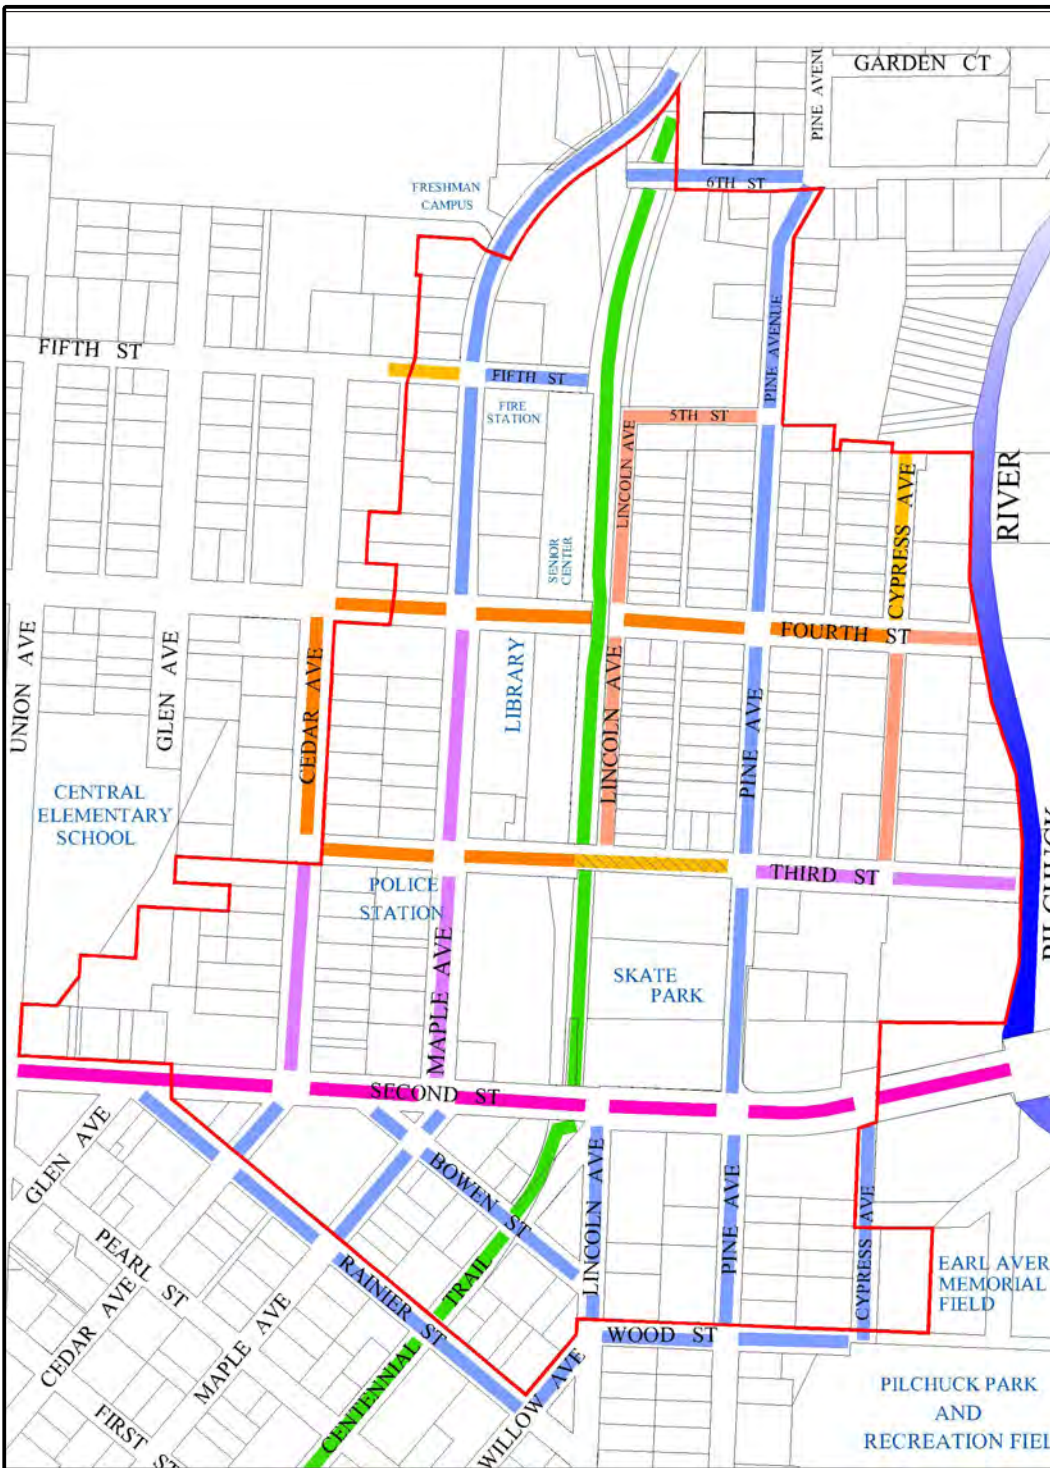 GARDEN CT
PINE AVENU
6TH ST
FRESHMAN
CAMPUS
PINE AVENUE
FIFTH ST
FIFTH ST
FIRE
STATION
5TH ST
LINCOLN AVE
CYPRESS AVE
RIVER
SENIOR
CENTER
FOURTH ST
UNION AVE
GLEN AVE
CEDAR AVE
LIBRARY
LINCOLN AVE
PINE AVE
CENTRAL
ELEMENTARY
SCHOOL
POLICE
STATION
THIRD ST
PILCHUCK
MAPLE AVE
SKATE
PARK
SECOND ST
GLEN AVE
BOWEN ST
LINCOLN AVE
PINE AVE
CYPRESS AVE
PEARL ST
CEDAR AVE
MAPLE AVE
RAINIER ST
CENTENNIAL TRAIL
EARL AVER
MEMORIAL
FIELD
WOOD ST
WILLOW AVE
FIRST ST
PILCHUCK PARK
AND
RECREATION FIEL